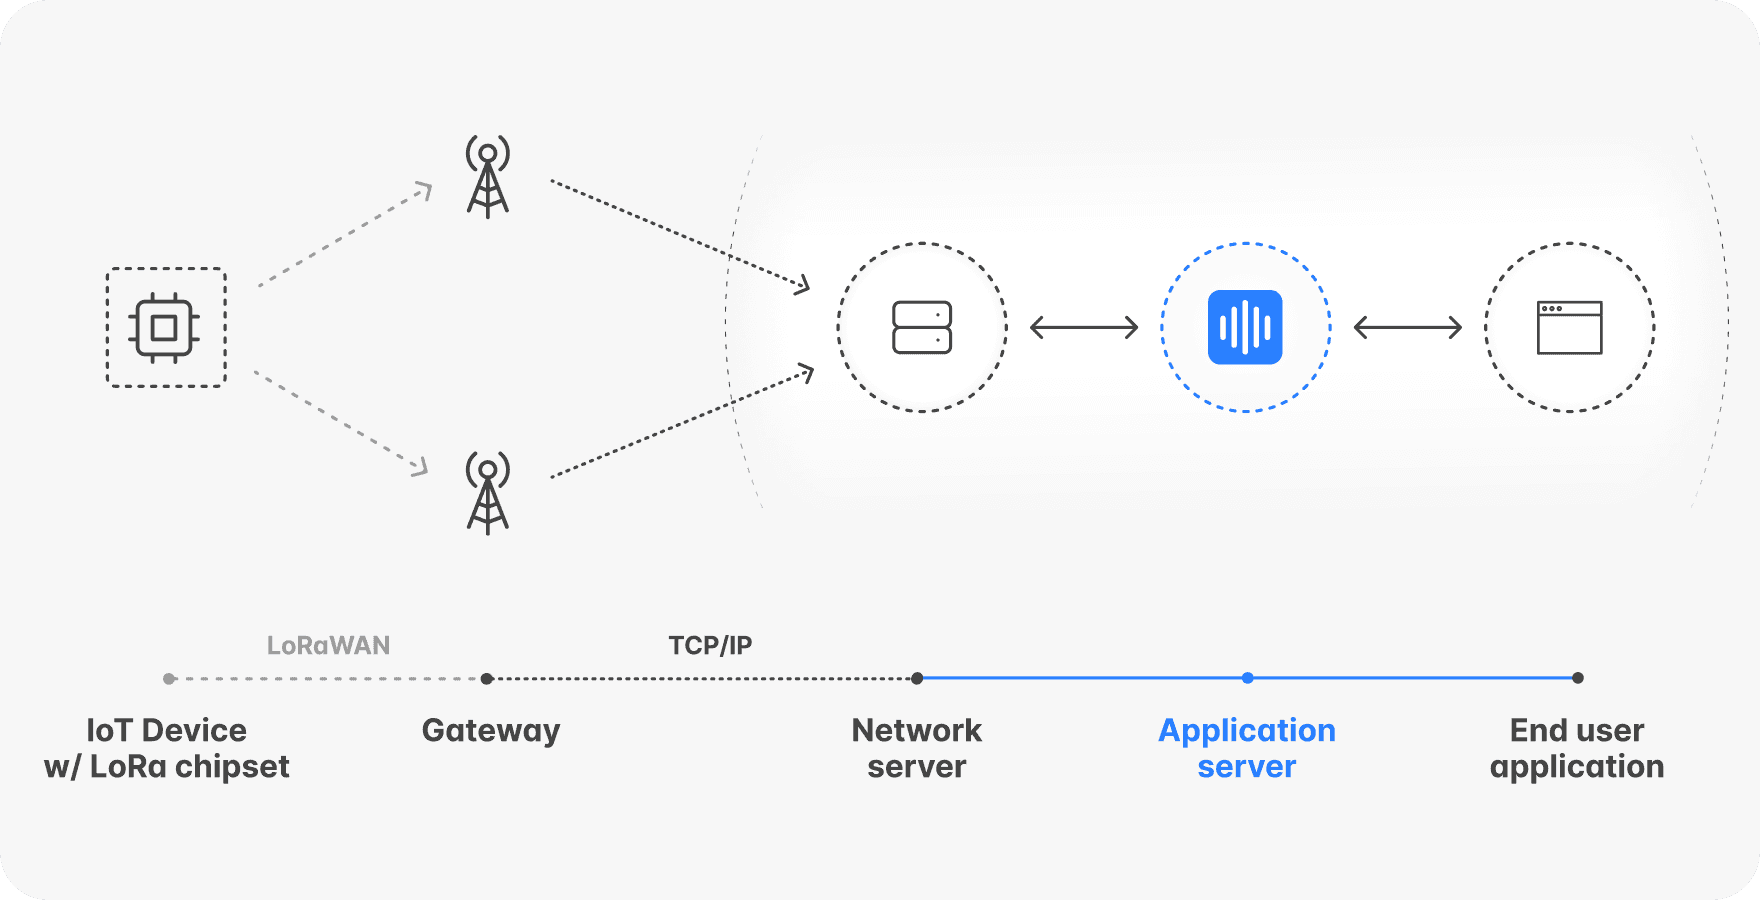 LoRaWAN
TCP/IP
IoT Device
w/ LoRa chipset
Gateway
Network
server
Application
server
End user
application